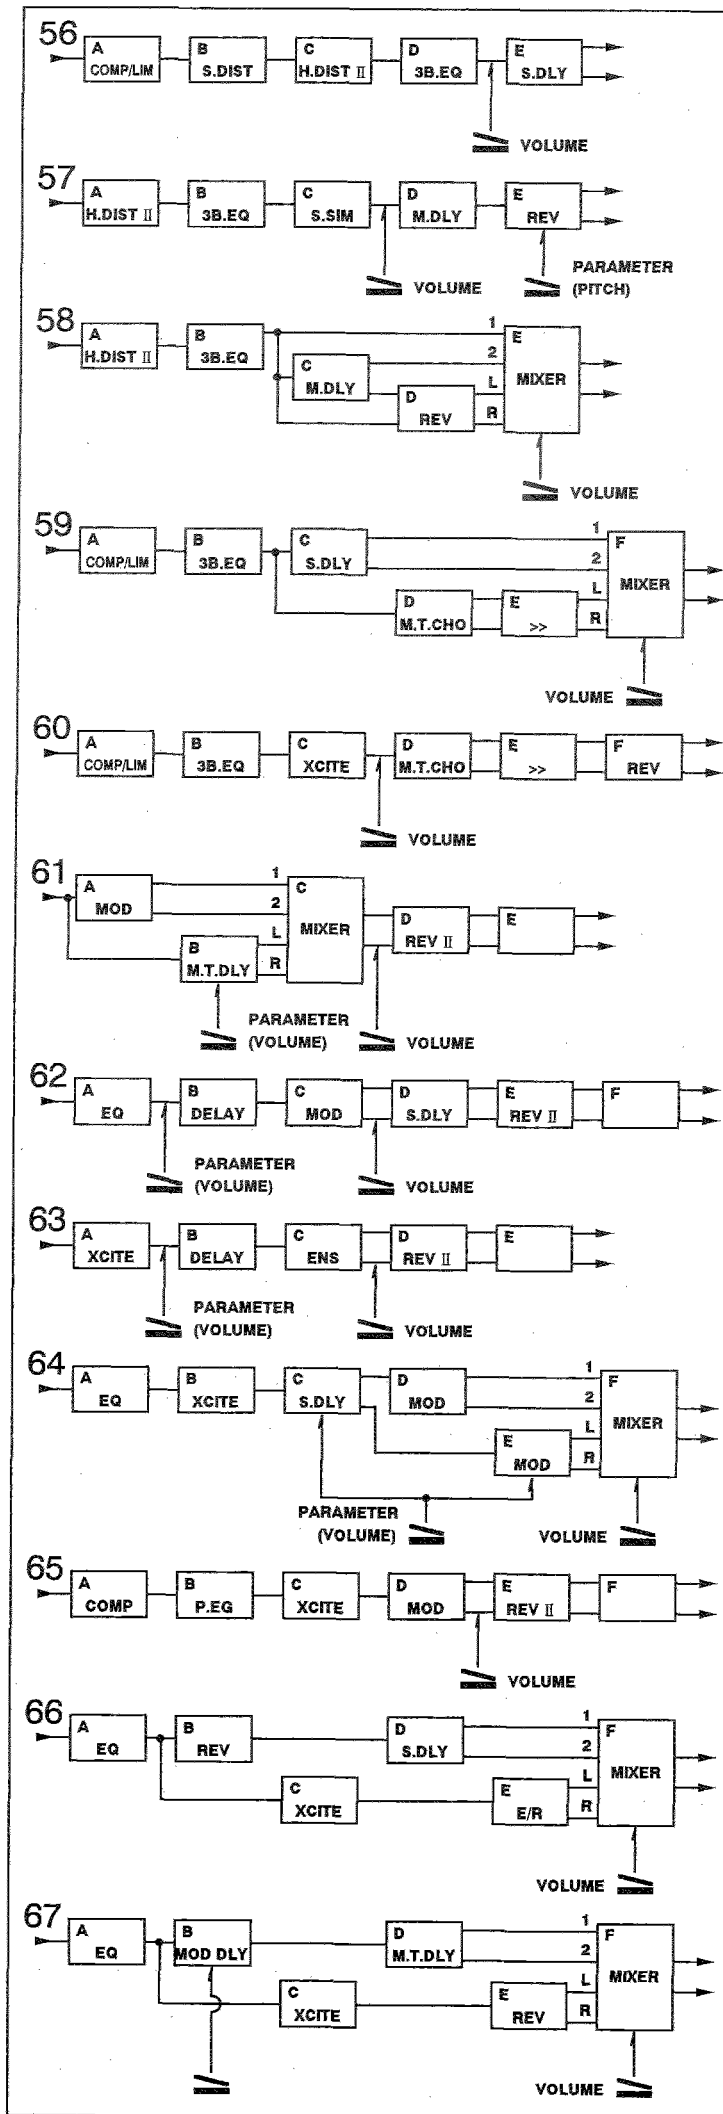 56
A B C D E
COMP/LIM S.DIST H.DIST II 3B.EQ S.DLY
VOLUME
57
A B C D E
H.DIST II 3B.EQ S.SIM M.DLY REV
VOLUME
PARAMETER
(PITCH)
58
A B 1 E
H.DIST II 3B.EQ
C 2
M.DLY MIXER
D L
REV R
VOLUME
59
A B C 1 F
COMP/LIM 3B.EQ S.DLY 2
MIXER
D E L
M.T.CHO >> R
VOLUME
60
A B C D E F
COMP/LIM 3B.EQ XCITE M.T.CHO >> REV
VOLUME
61
A 1 C
MOD 2
MIXER D E
B L REV II
M.T.DLY R
PARAMETER
(VOLUME)
VOLUME
62
A B C D E F
EQ DELAY MOD S.DLY REV II
PARAMETER
(VOLUME)
VOLUME
63
A B C D E
XCITE DELAY ENS REV II
PARAMETER
(VOLUME)
VOLUME
64
A B C D 1 F
EQ XCITE S.DLY MOD 2
MIXER
E L
MOD R
PARAMETER
(VOLUME)
VOLUME
65
A B C D E F
COMP P.EG XCITE MOD REV II
VOLUME
66
A B D 1 F
EQ REV S.DLY 2
MIXER
C E L
XCITE E/R R
VOLUME
67
A B D 1 F
EQ MOD DLY M.T.DLY 2
MIXER
C E L
XCITE REV R
VOLUME